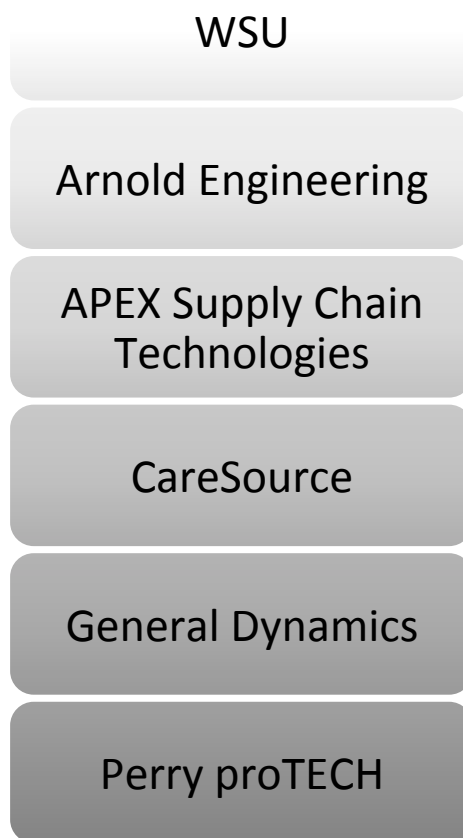 WSU
Arnold Engineering
APEX Supply Chain
Technologies
CareSource
General Dynamics
Perry proTECH